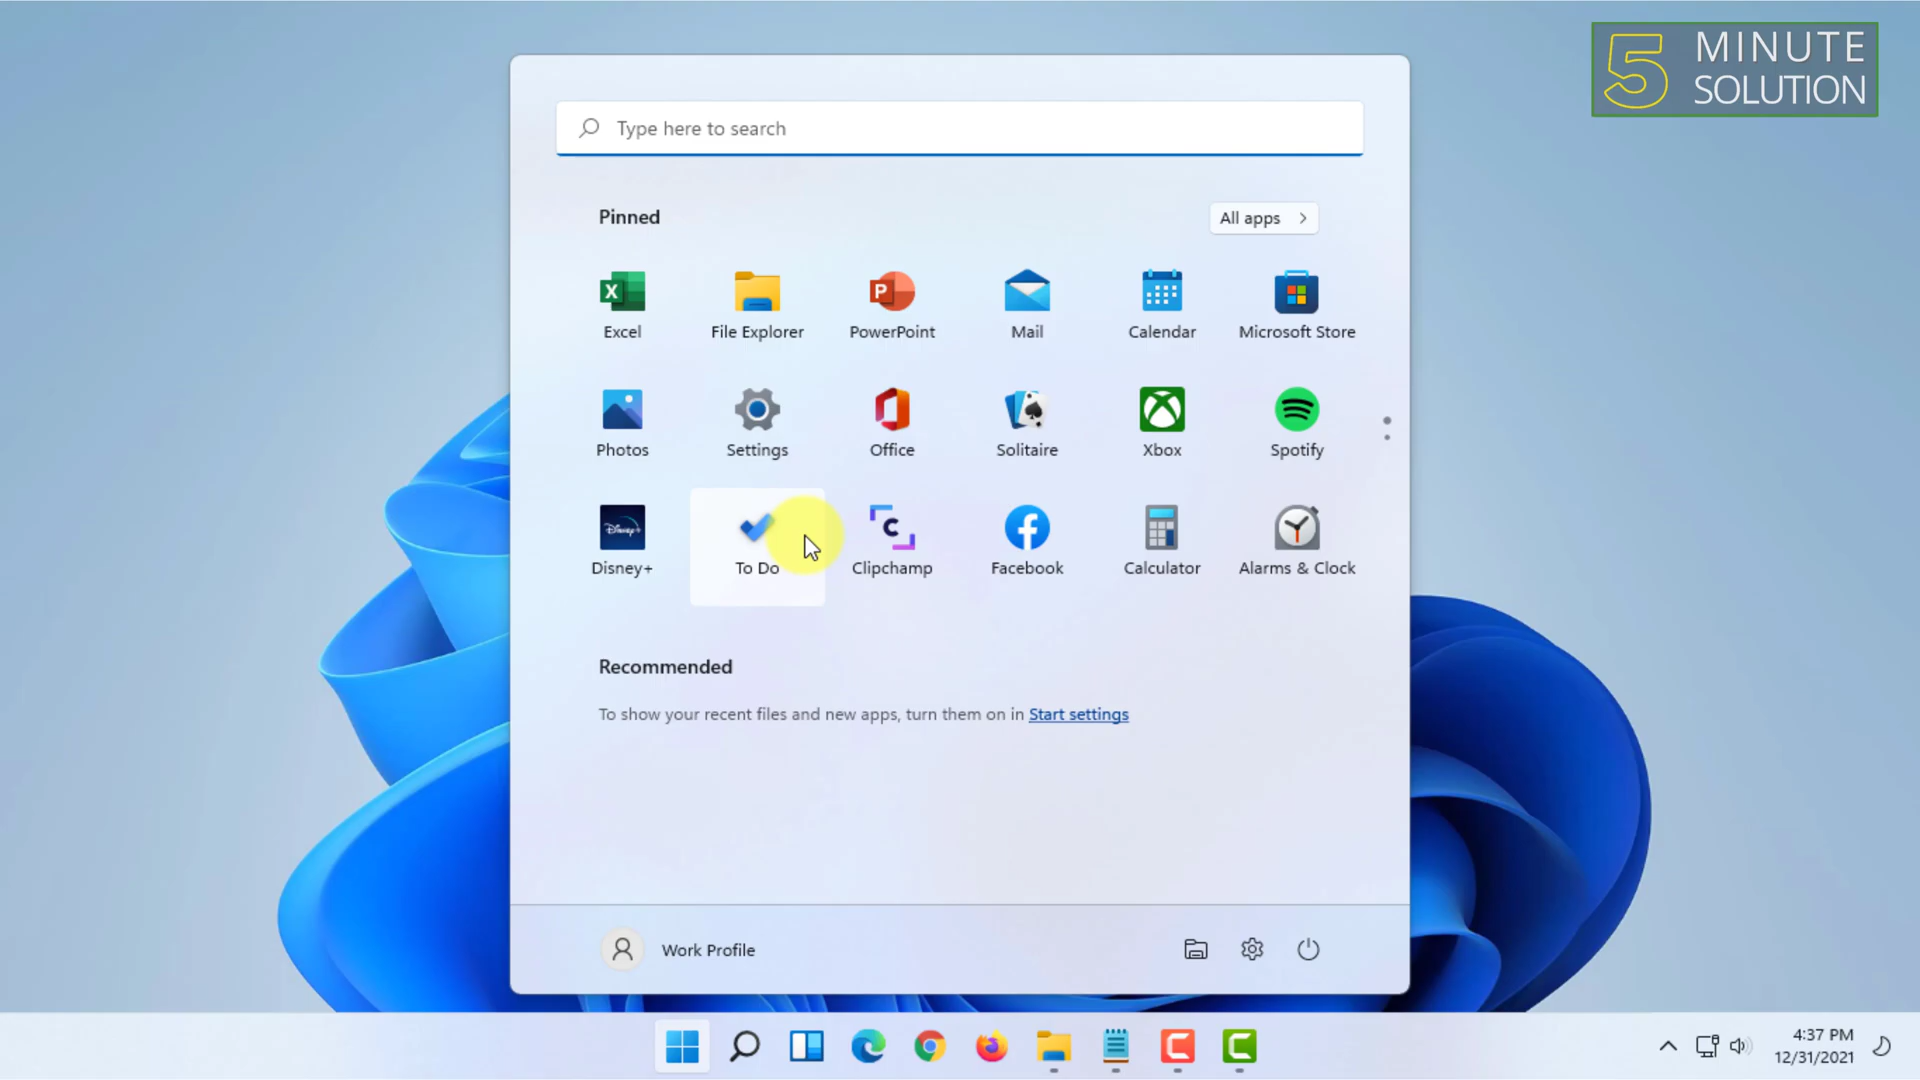 5 MINUTE
SOLUTION
Type here to search
Pinned
All apps
Excel
File Explorer
PowerPoint
Mail
Calendar
Microsoft Store
Photos
Settings
Office
Solitaire
Xbox
Spotify
Disney+
To Do
Clipchamp
Facebook
Calculator
Alarms & Clock
Recommended
To show your recent files and new apps, turn them on in Start settings
Work Profile
4:37 PM
12/31/2021